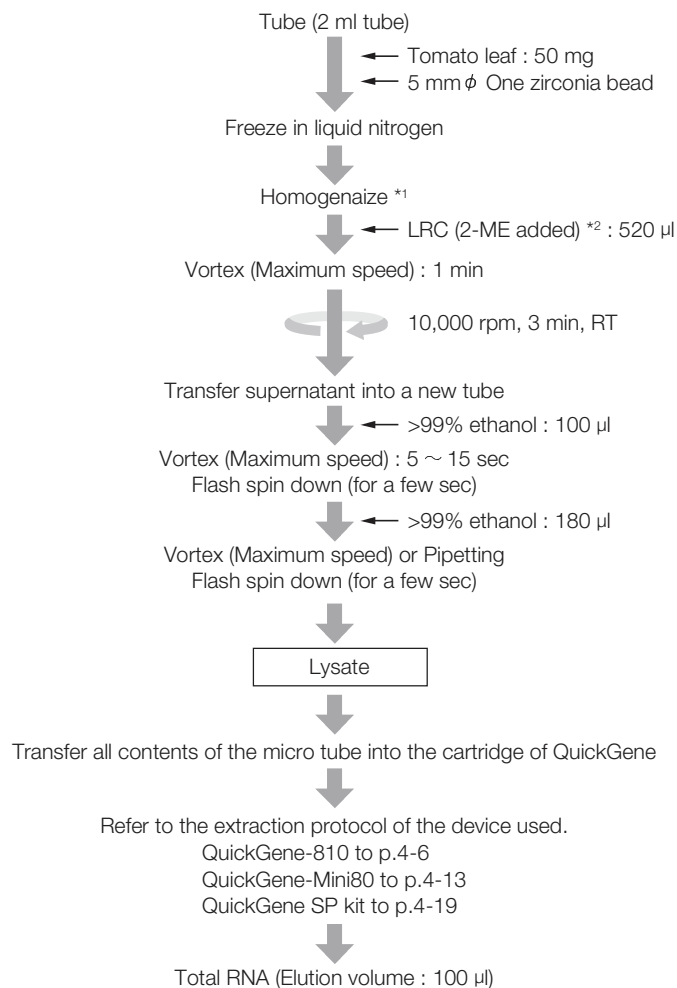 Tube (2 ml tube)
Tomato leaf : 50 mg
5 mmϕ One zirconia bead
Freeze in liquid nitrogen
Homogenaize *1
LRC (2-ME added) *2 : 520 μl
Vortex (Maximum speed) : 1 min
10,000 rpm, 3 min, RT
Transfer supernatant into a new tube
>99% ethanol : 100 μl
Vortex (Maximum speed) : 5 ～ 15 sec
Flash spin down (for a few sec)
>99% ethanol : 180 μl
Vortex (Maximum speed) or Pipetting
Flash spin down (for a few sec)
Lysate
Transfer all contents of the micro tube into the cartridge of QuickGene
Refer to the extraction protocol of the device used.
QuickGene-810 to p.4-6
QuickGene-Mini80 to p.4-13
QuickGene SP kit to p.4-19
Total RNA (Elution volume : 100 μl)